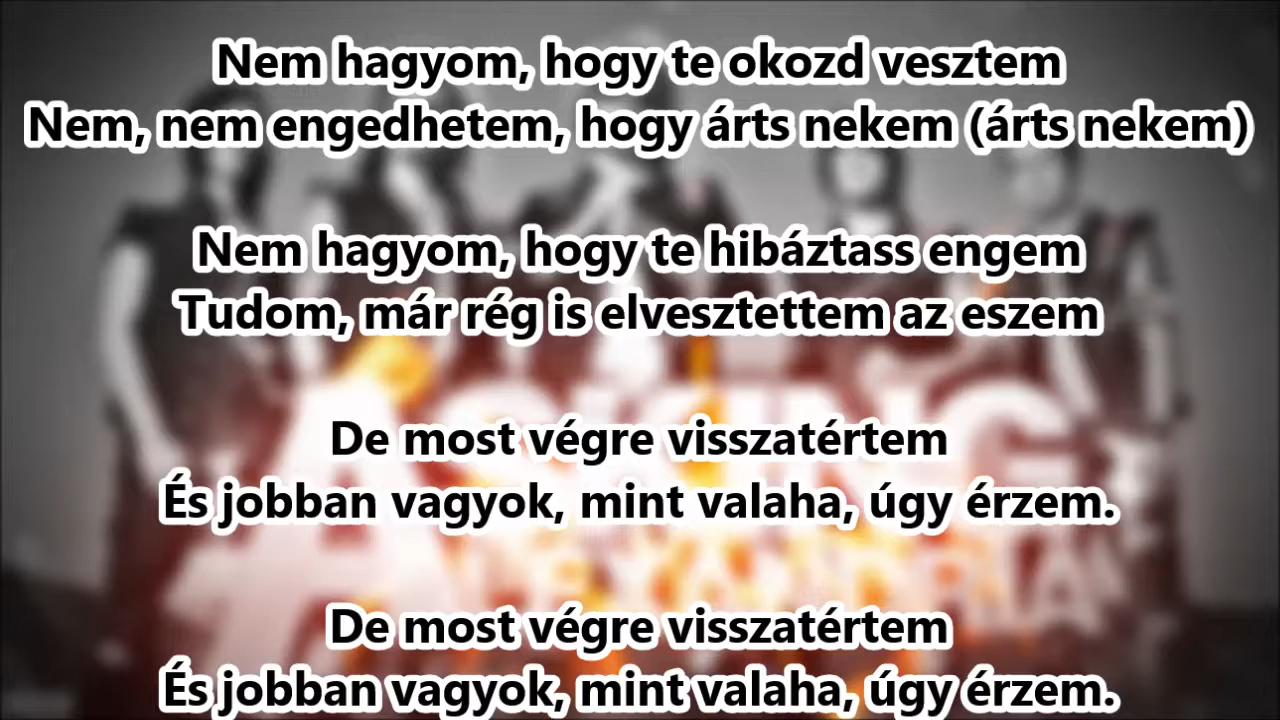 Nem hagyom, hogy te okozd vesztem
Nem, nem engedhetem, hogy árts nekem (árts nekem)
Nem hagyom, hogy te hibáztass engem
Tudom, már rég is elvesztettem az eszem
De most végre visszatértem
És jobban vagyok, mint valaha, úgy érzem.
De most végre visszatértem
És jobban vagyok, mint valaha, úgy érzem.
ASKING
ALEXANDRIA